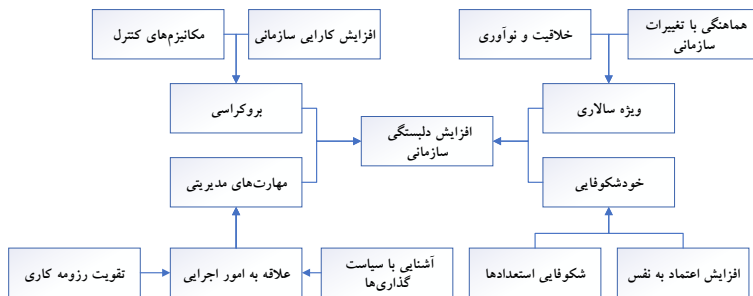 هماهنگی با تغییرات
سازمانی
خلاقیت و نوآوری
افزایش کارایی سازمانی
مکانیزم‌های کنترل
ویژه سالاری
بروکراسی
افزایش دلبستگی
سازمانی
خودشکوفایی
مهارت‌های مدیریتی
افزایش اعتماد به نفس
شکوفایی استعدادها
آشنایی با سیاست
گذاری‌ها
علاقه به امور اجرایی
تقویت رزومه کاری